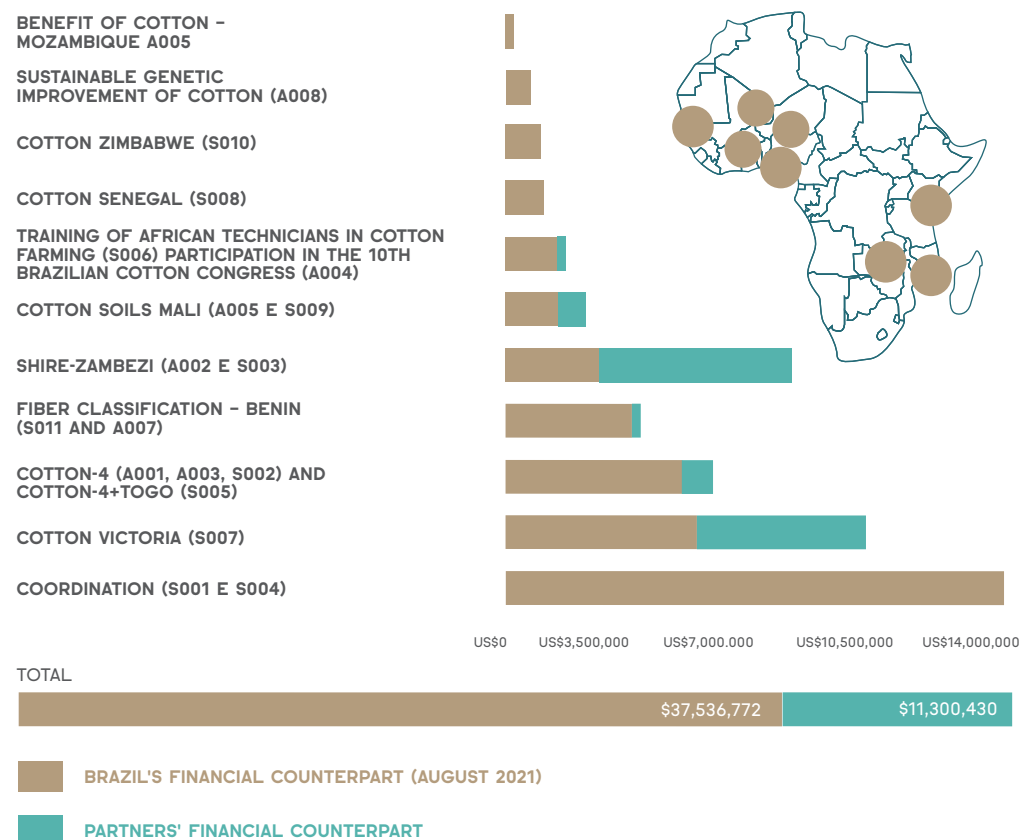 BENEFIT OF COTTON –
MOZAMBIQUE A005
SUSTAINABLE GENETIC
IMPROVEMENT OF COTTON (A008)
COTTON ZIMBABWE (S010)
COTTON SENEGAL (S008)
TRAINING OF AFRICAN TECHNICIANS IN COTTON
FARMING (S006) PARTICIPATION IN THE 10TH
BRAZILIAN COTTON CONGRESS (A004)
COTTON SOILS MALI (A005 E S009)
SHIRE-ZAMBEZI (A002 E S003)
FIBER CLASSIFICATION – BENIN
(S011 AND A007)
COTTON-4 (A001, A003, S002) AND
COTTON-4+TOGO (S005)
COTTON VICTORIA (S007)
COORDINATION (S001 E S004)
US$0 US$3,500,000 US$7,000,000 US$10,500,000 US$14,000,000
TOTAL
$37,536,772 $11,300,430
BRAZIL'S FINANCIAL COUNTERPART (AUGUST 2021)
PARTNERS' FINANCIAL COUNTERPART